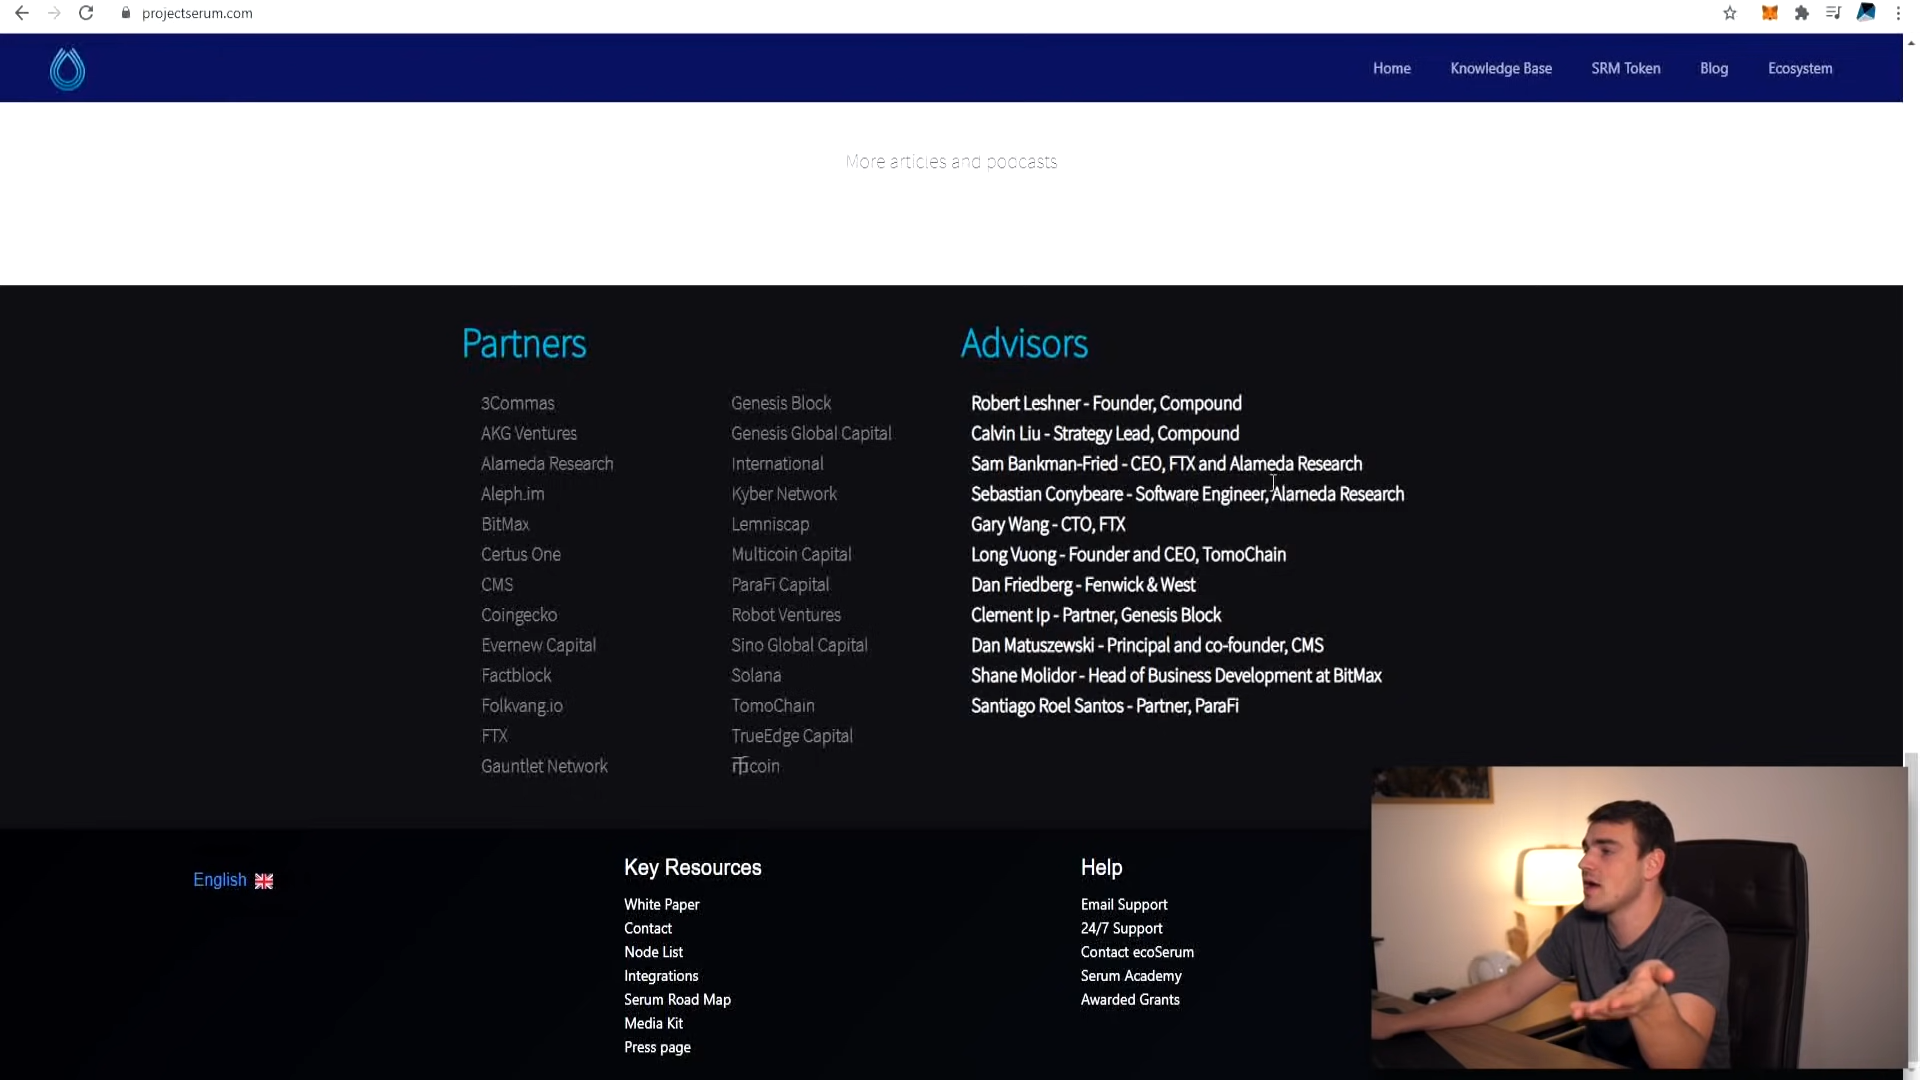 projectserum.com
Home Knowledge Base SRM Token Blog Ecosystem
More articles and podcasts
Partners
3Commas
AKG Ventures
Alameda Research
Aleph.im
BitMax
Certus One
CMS
Coingecko
Evernew Capital
Factblock
Folkvang.io
FTX
Gauntlet Network
Genesis Block
Genesis Global Capital
International
Kyber Network
Lemniscap
Multicoin Capital
ParaFi Capital
Robot Ventures
Sino Global Capital
Solana
TomoChain
TrueEdge Capital
Advisors
Robert Leshner - Founder, Compound
Calvin Liu - Strategy Lead, Compound
Sam Bankman-Fried - CEO, FTX and Alameda Research
Sebastian Conybeare - Software Engineer, Alameda Research
Gary Wang - CTO, FTX
Long Vuong - Founder and CEO, TomoChain
Dan Friedberg - Fenwick & West
Clement Ip - Partner, Genesis Block
Dan Matuszewski - Principal and co-founder, CMS
Shane Molidor - Head of Business Development at BitMax
Santiago Roel Santos - Partner, ParaFi
English
Key Resources
White Paper
Contact
Node List
Integrations
Serum Road Map
Media Kit
Press page
Help
Email Support
24/7 Support
Contact ecoSerum
Serum Academy
Awarded Grants